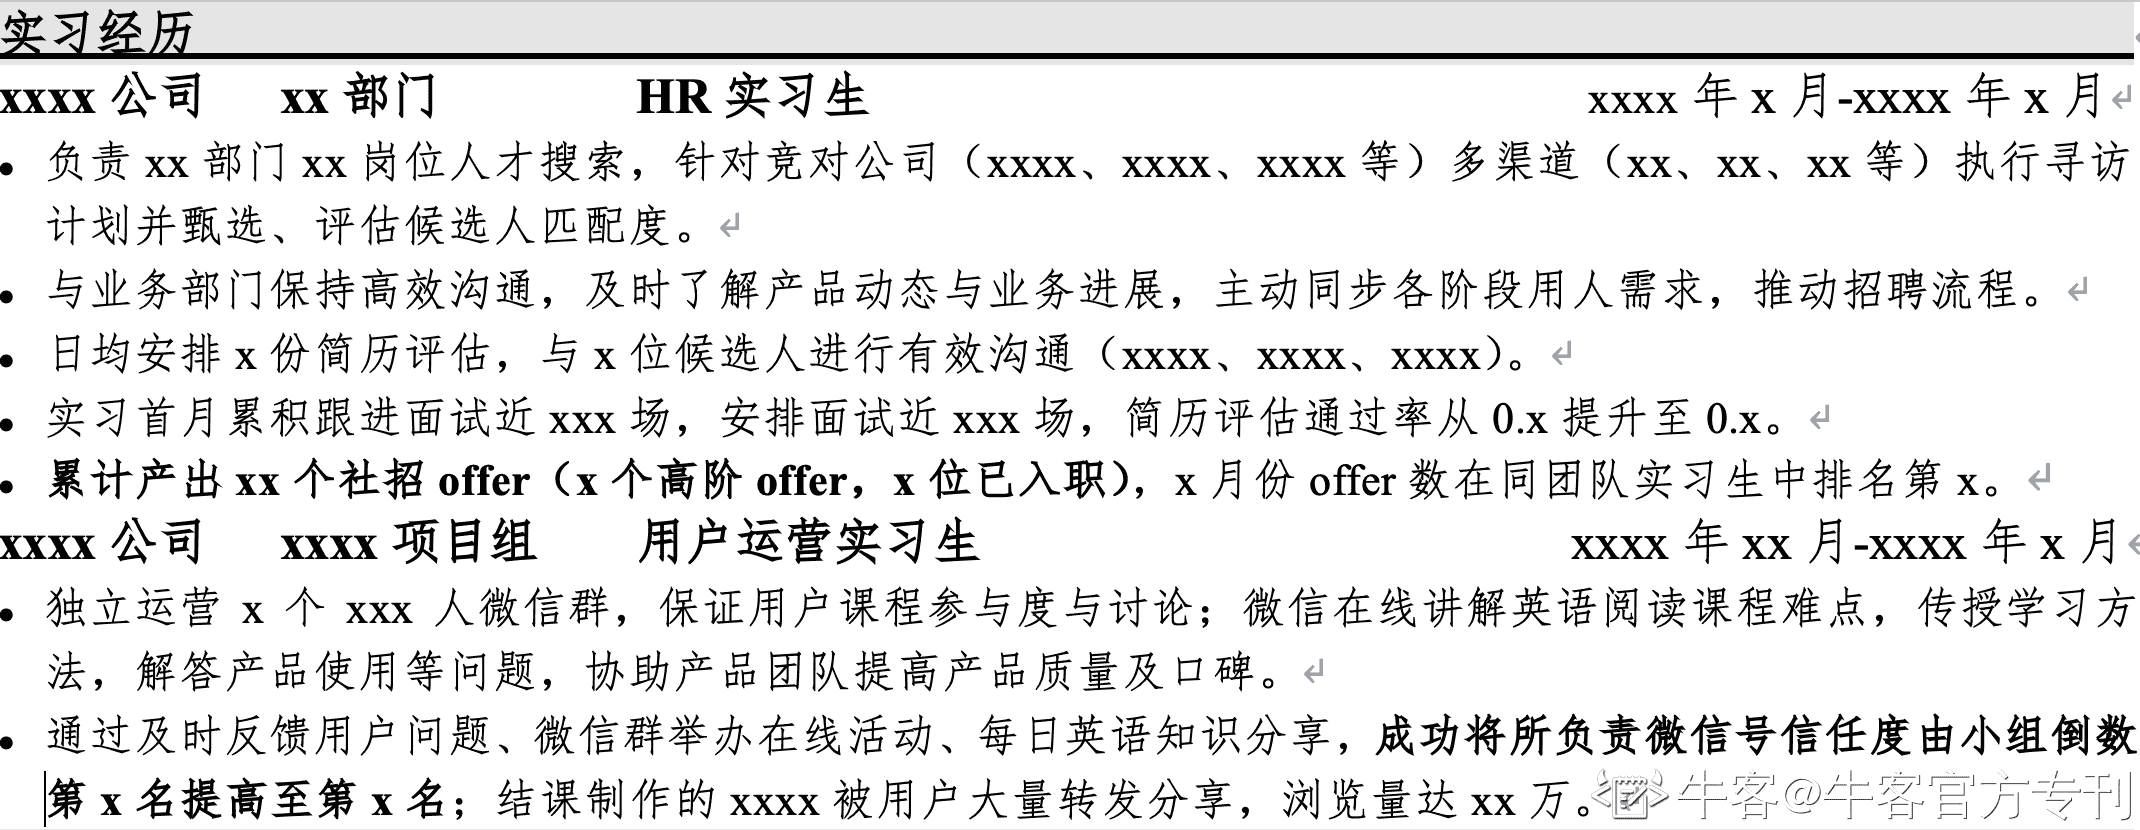 实习经历
xxxx 公司 xx 部门 HR 实习生 xxxx 年 x 月-xxxx 年 x 月
• 负责 xx 部门 xx 岗位人才搜索，针对竞对公司（xxxx、xxxx、xxxx 等）多渠道（xx、xx、xx 等）执行寻访
计划并甄选、评估候选人匹配度。
• 与业务部门保持高效沟通，及时了解产品动态与业务进展，主动同步各阶段用人需求，推动招聘流程。
• 日均安排 x 份简历评估，与 x 位候选人进行有效沟通（xxxx、xxxx、xxxx）。
• 实习首月累积跟进面试近 xxx 场，安排面试近 xxx 场，简历评估通过率从 0.x 提升至 0.x。
• 累计产出 xx 个社招 offer（x 个高阶 offer，x 位已入职），x 月份 offer 数在同团队实习生中排名第 x。
xxxx 公司 xxxx 项目组 用户运营实习生 xxxx 年 xx 月-xxxx 年 x 月
• 独立运营 x 个 xxx 人微信群，保证用户课程参与度与讨论；微信在线讲解英语阅读课程难点，传授学习方
法，解答产品使用等问题，协助产品团队提高产品质量及口碑。
• 通过及时反馈用户问题、微信群举办在线活动、每日英语知识分享，成功将所负责微信号信任度由小组倒数
第 x 名提高至第 x 名；结课制作的 xxxx 被用户大量转发分享，浏览量达 xx 万。
牛客@牛客官方专刊